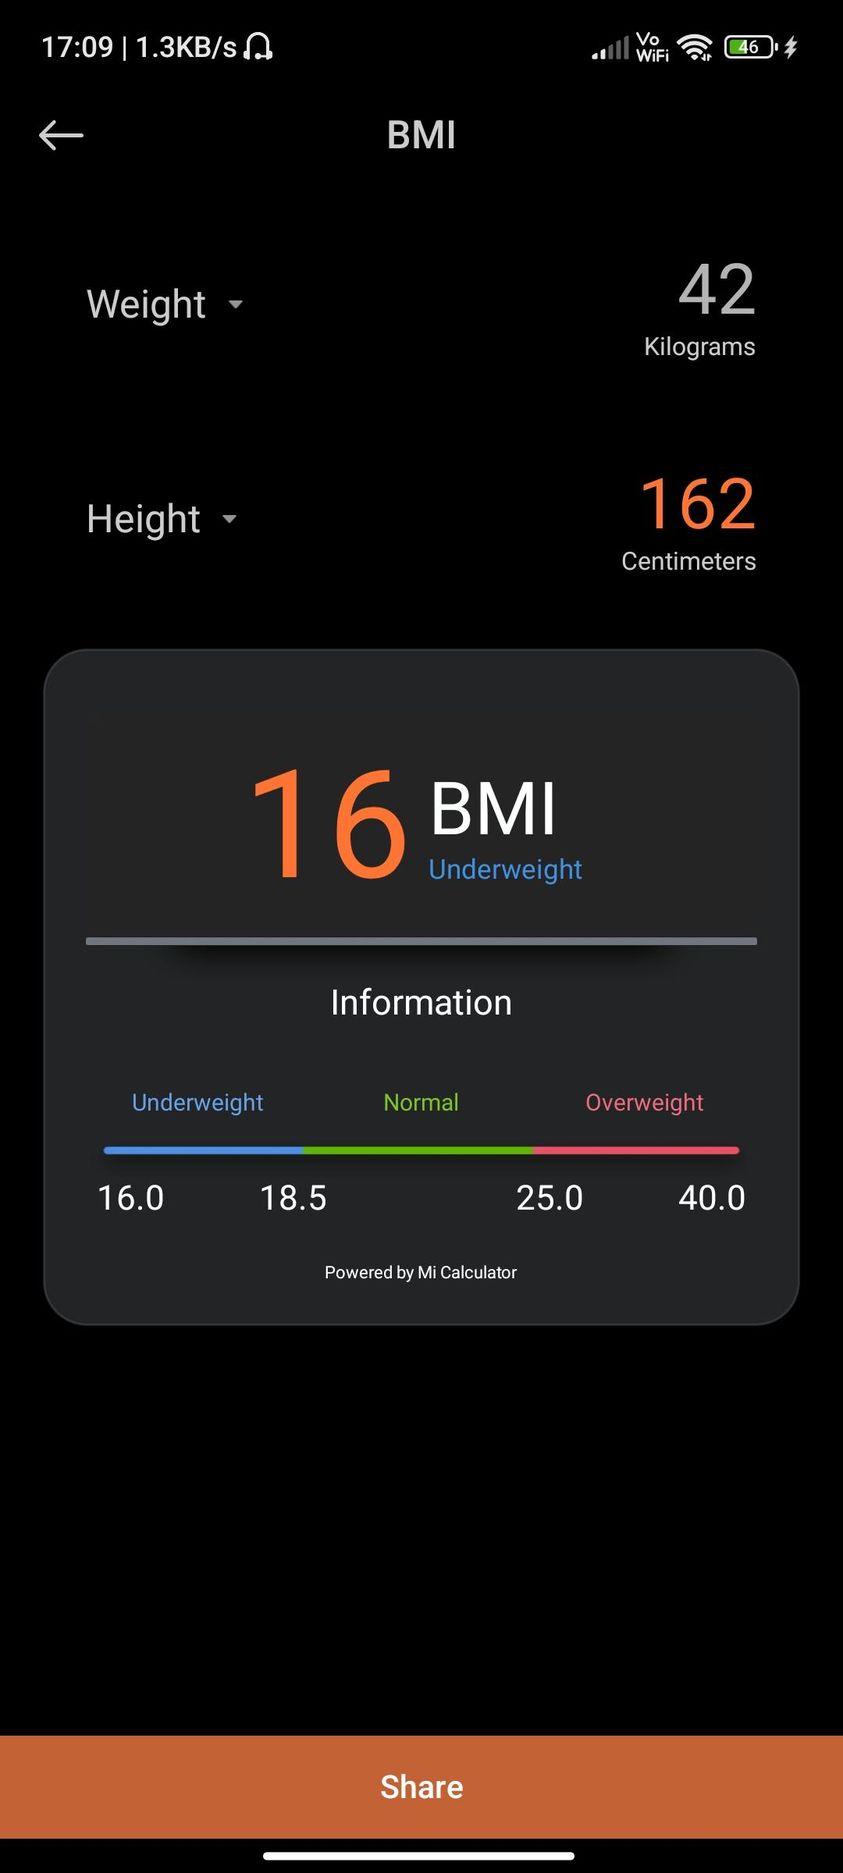 17:09 | 1.3KB/s
Vo
WiFi
46
BMI
Weight
42
Kilograms
Height
162
Centimeters
16 BMI
Underweight
Information
Underweight Normal Overweight
16.0 18.5 25.0 40.0
Powered by Mi Calculator
Share